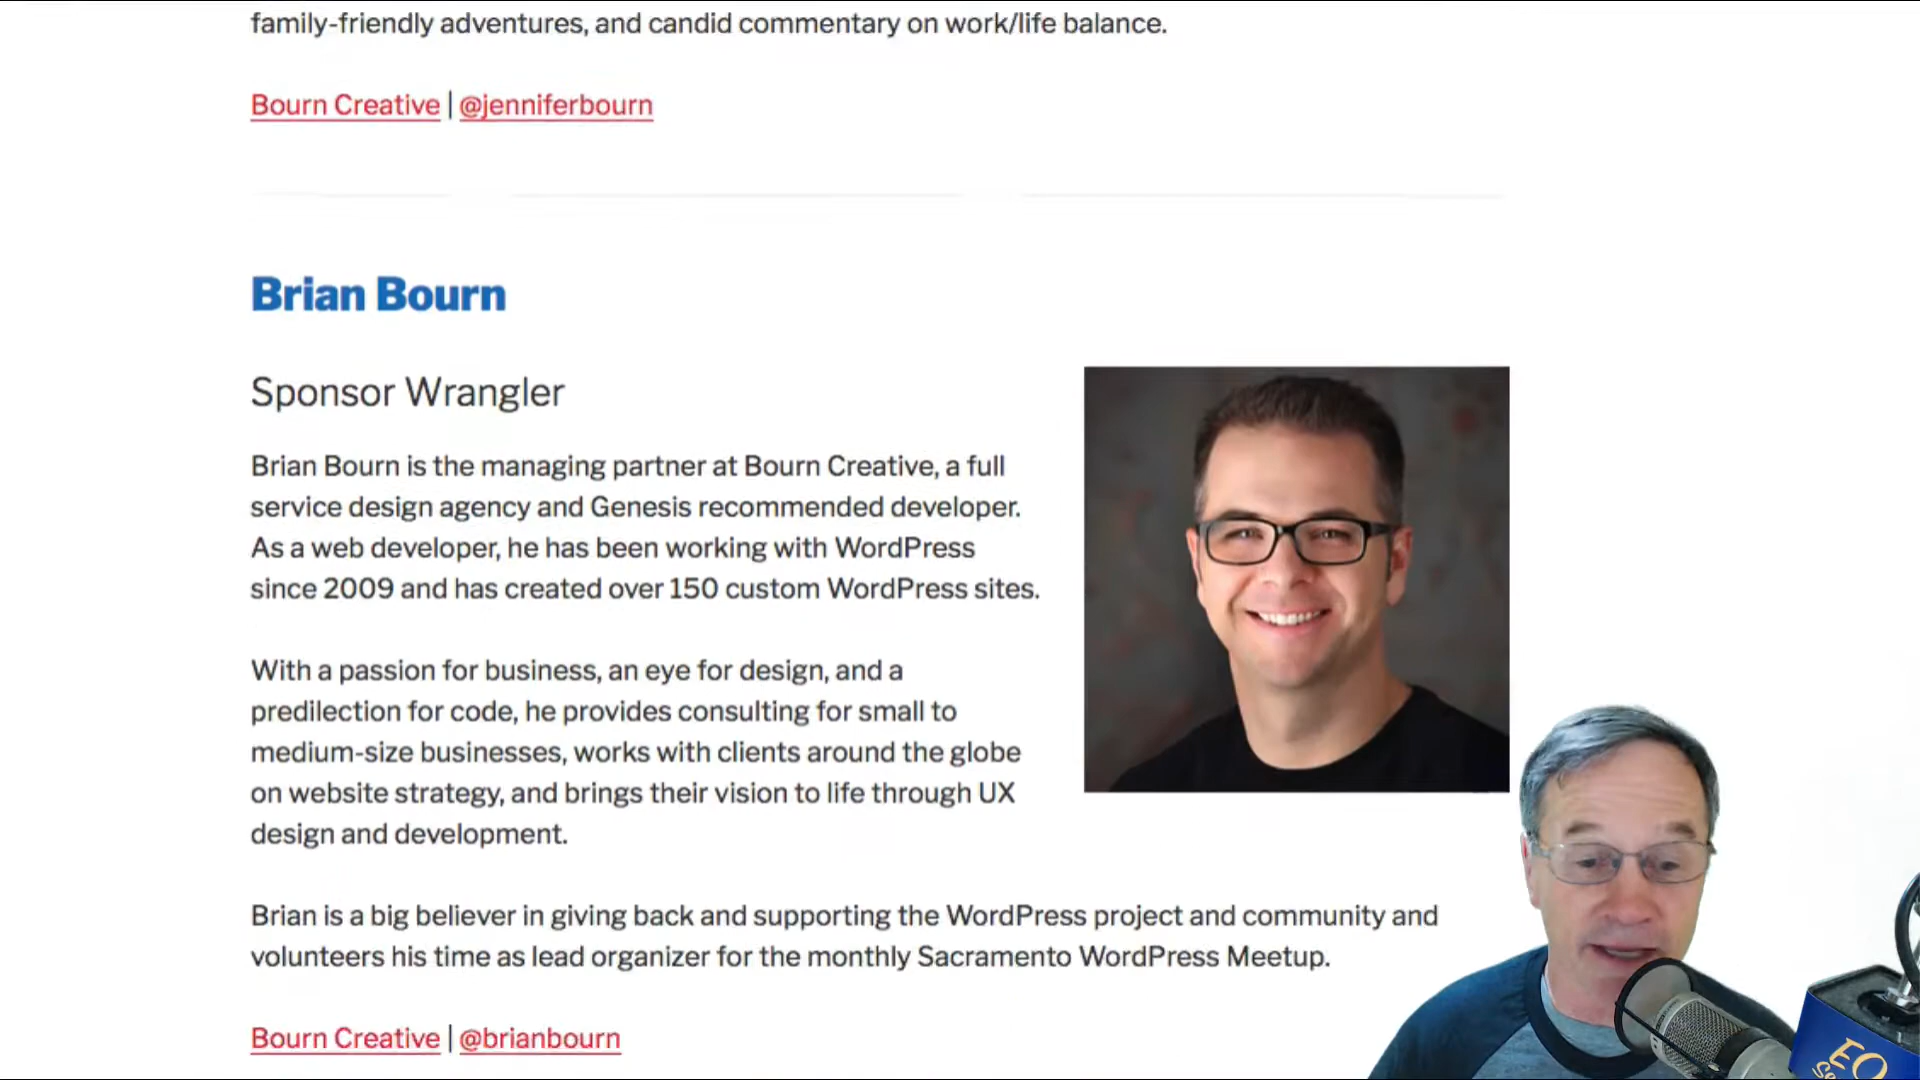 family-friendly adventures, and candid commentary on work/life balance.
Bourn Creative | @jenniferbourn
Brian Bourn
Sponsor Wrangler
Brian Bourn is the managing partner at Bourn Creative, a full
service design agency and Genesis recommended developer.
As a web developer, he has been working with WordPress
since 2009 and has created over 150 custom WordPress sites.
With a passion for business, an eye for design, and a
predilection for code, he provides consulting for small to
medium-size businesses, works with clients around the globe
on website strategy, and brings their vision to life through UX
design and development.
Brian is a big believer in giving back and supporting the WordPress project and community and
volunteers his time as lead organizer for the monthly Sacramento WordPress Meetup.
Bourn Creative | @brianbourn